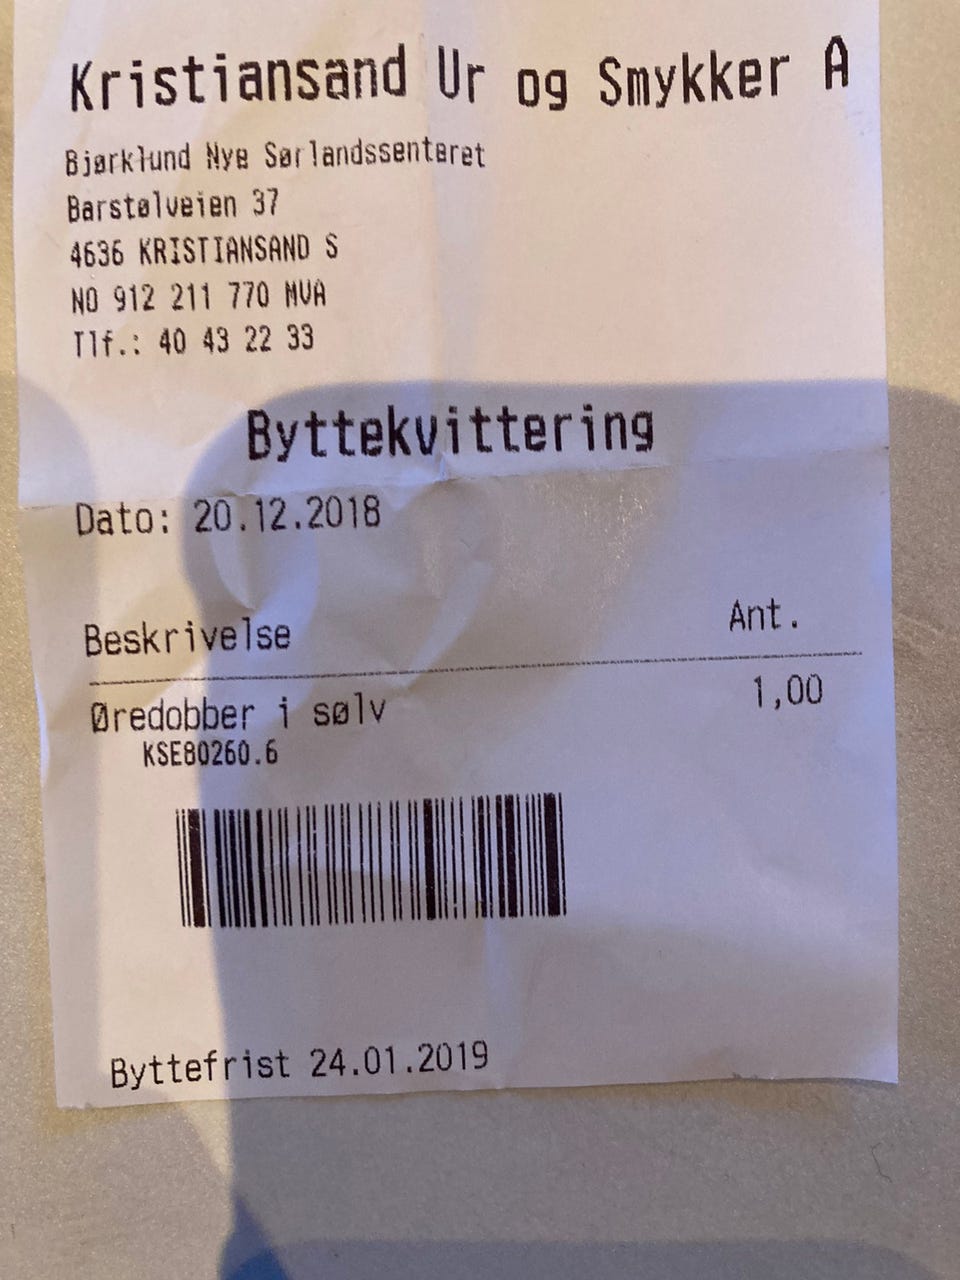 Kristiansand Ur og Smykker A
Bjørklund Nye Sørlandssenteret
Barstølveien 37
4636 KRISTIANSAND S
NO 912 211 770 MVA
Tlf.: 40 43 22 33
Byttekvittering
Dato: 20.12.2018
Beskrivelse Ant.
Øredobber i sølv 1,00
KSE80260.6
Byttefrist 24.01.2019